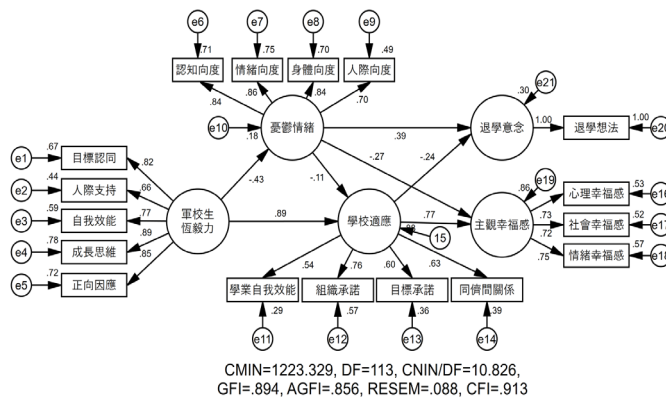 e6 e7 e8 e9
.71 .75 .70 .49
認知向度 情緒向度 身體向度 人際向度
.84 .86 .84 .70
e10 .18 憂鬱情緒 .39 退學意念 .30 e21
1.00 退學想法 1.00 e20
-.43 -.11 -.27 -.24
e1 .67 目標認同 .82
e2 .44 人際支持 .66
e3 .59 自我效能 .77
e4 .78 成長思維 .89
e5 .72 正向因應 .85
軍校生
恆毅力
.89 學校適應 .77 主觀幸福感 .86 e19
15
.73 心理幸福感 .53 e16
.72 社會幸福感 .52 e17
.75 情緒幸福感 .57 e18
.54 .76 .60 .63
學業自我效能 組織承諾 目標承諾 同儕間關係
.29 .57 .36 .39
e11 e12 e13 e14
CMIN=1223.329, DF=113, CNIN/DF=10.826,
GFI=.894, AGFI=.856, RESEM=.088, CFI=.913